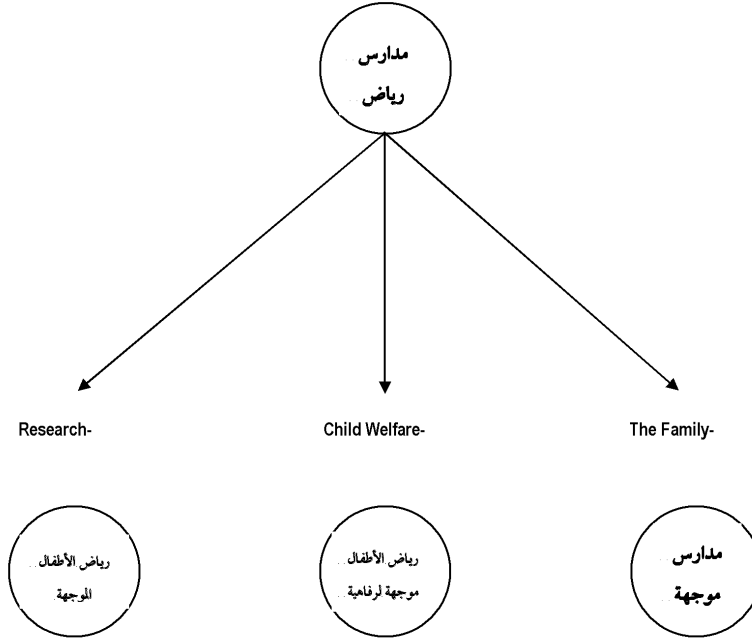 مدارس
رياض
Research-
Child Welfare-
The Family-
رياض الأطفال
الموجهة
رياض الأطفال
موجهة لرفاهية
مدارس
موجهة